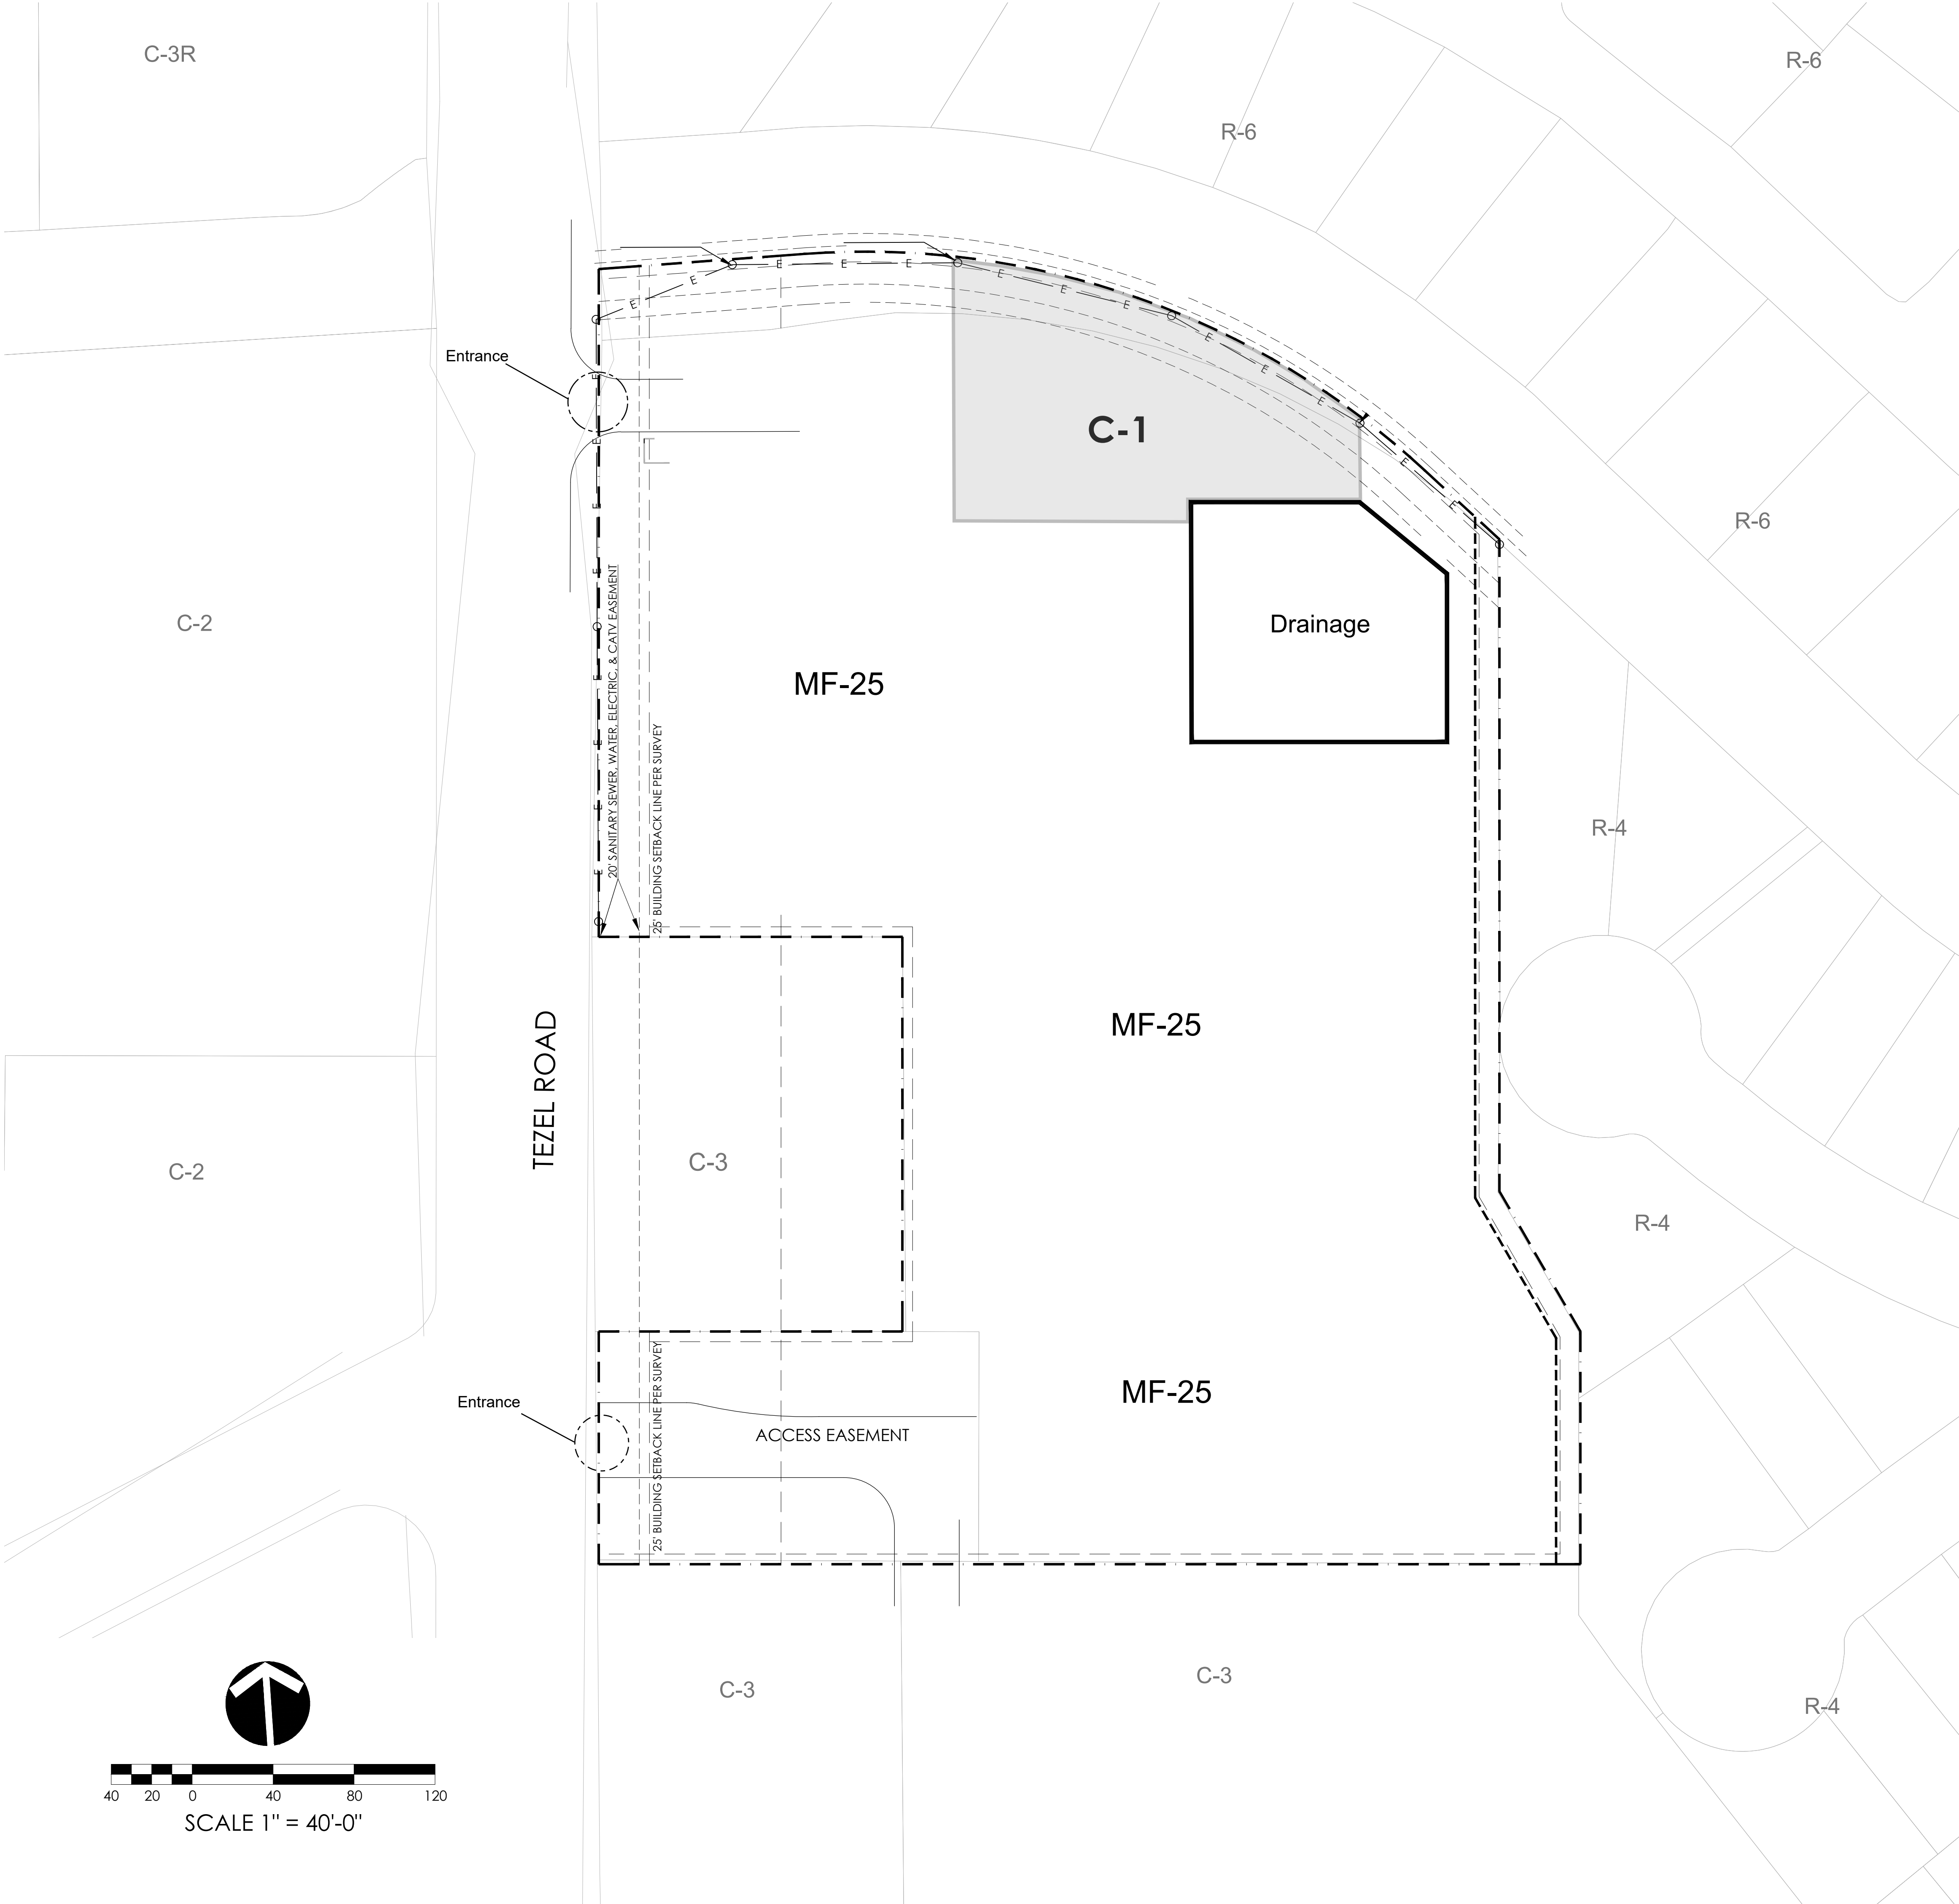 C-3R
R-6
R-6
Entrance
C-1
E E E E E E E E E E E E E
R-6
C-2
Drainage
20' SANITARY SEWER, WATER, ELECTRIC, & CATV EASEMENT
25' BUILDING SETBACK LINE PER SURVEY
E E E E E E E E
MF-25
R-4
MF-25
TEZEL ROAD
C-3
C-2
R-4
MF-25
Entrance
ACCESS EASEMENT
25' BUILDING SETBACK LINE PER SURVEY
C-3
C-3
R-4
40 20 0 40 80 120
SCALE 1" = 40'-0"